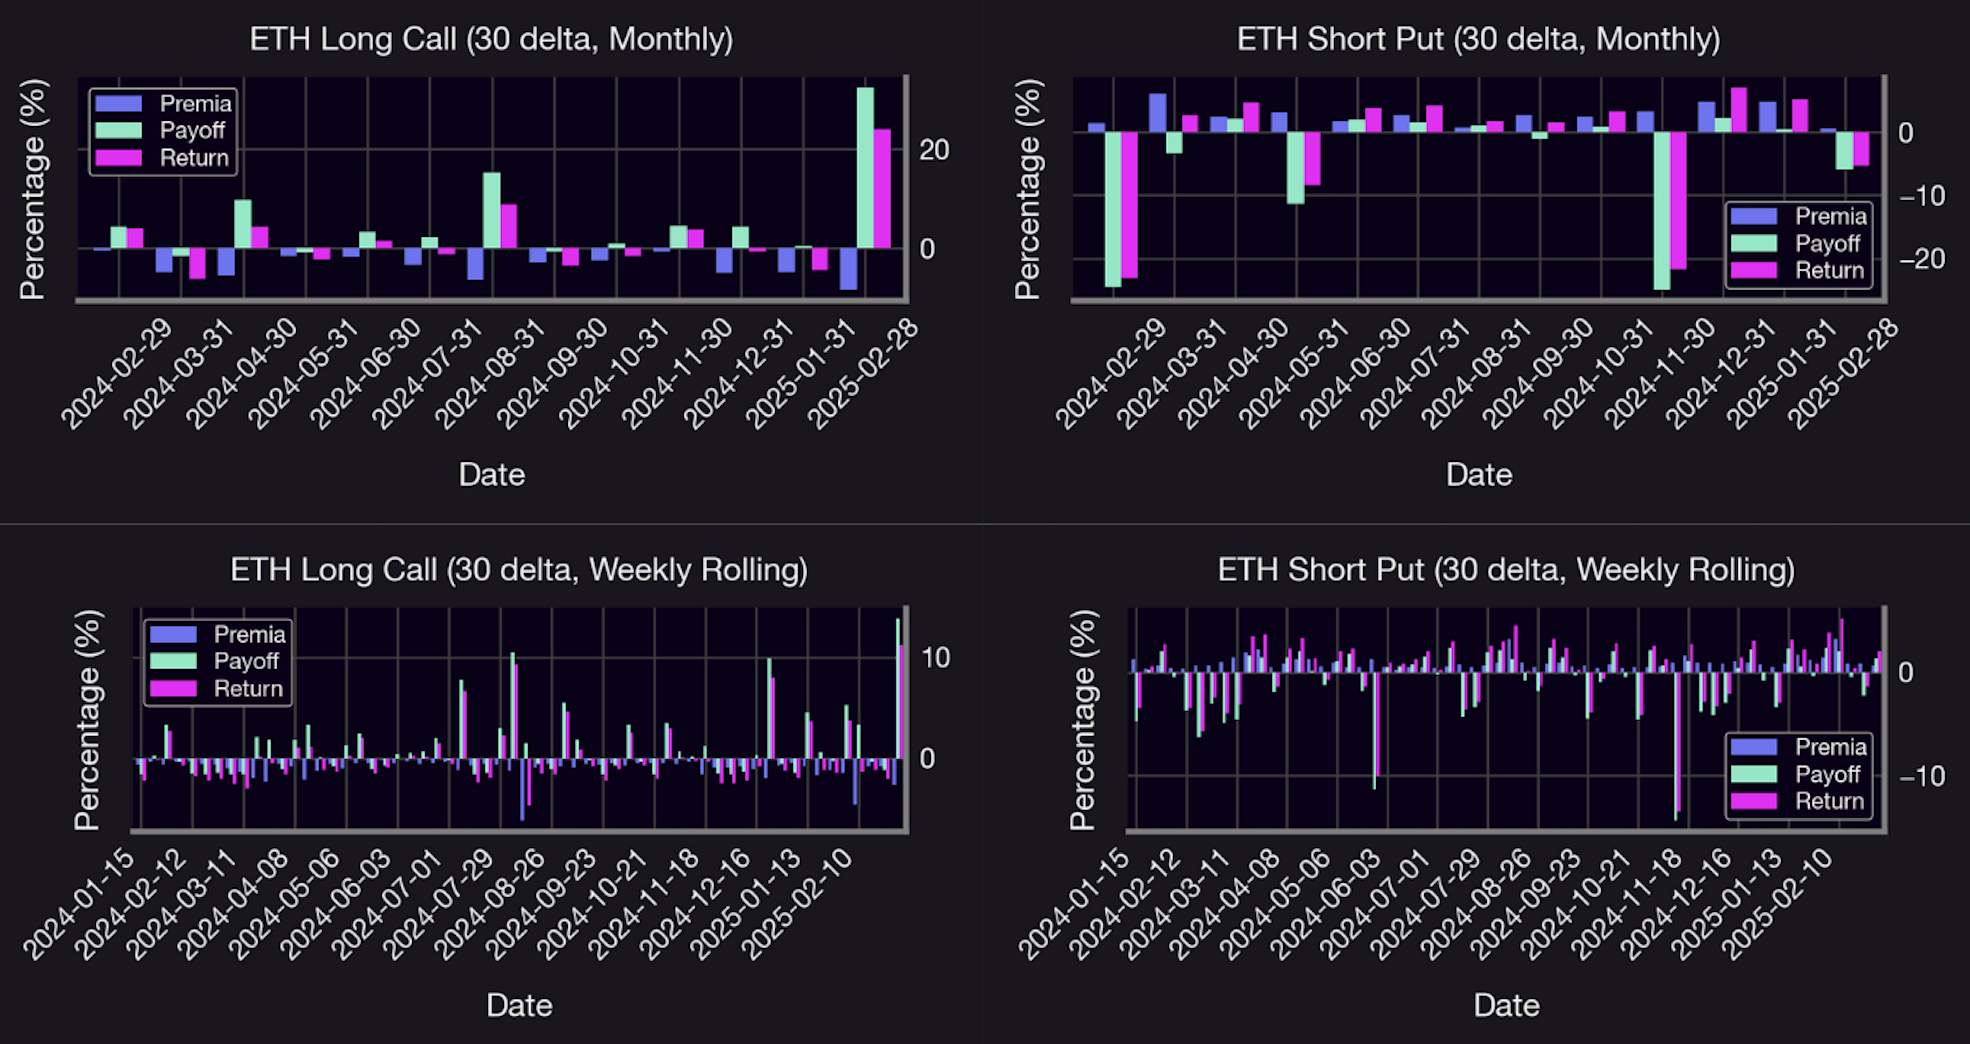 ETH Long Call (30 delta, Monthly)
Percentage (%)
Premia
Payoff
Return
20
0
2024-02-29
2024-03-31
2024-04-30
2024-05-31
2024-06-30
2024-07-31
2024-08-31
2024-09-30
2024-10-31
2024-11-30
2024-12-31
2025-01-31
2025-02-28
Date
ETH Short Put (30 delta, Monthly)
Percentage (%)
0
−10
−20
Premia
Payoff
Return
2024-02-29
2024-03-31
2024-04-30
2024-05-31
2024-06-30
2024-07-31
2024-08-31
2024-09-30
2024-10-31
2024-11-30
2024-12-31
2025-01-31
2025-02-28
Date
ETH Long Call (30 delta, Weekly Rolling)
Percentage (%)
Premia
Payoff
Return
10
0
2024-01-15
2024-02-12
2024-03-11
2024-04-08
2024-05-06
2024-06-03
2024-07-01
2024-07-29
2024-08-26
2024-09-23
2024-10-21
2024-11-18
2024-12-16
2025-01-13
2025-02-10
Date
ETH Short Put (30 delta, Weekly Rolling)
Percentage (%)
0
−10
Premia
Payoff
Return
2024-01-15
2024-02-12
2024-03-11
2024-04-08
2024-05-06
2024-06-03
2024-07-01
2024-07-29
2024-08-26
2024-09-23
2024-10-21
2024-11-18
2024-12-16
2025-01-13
2025-02-10
Date